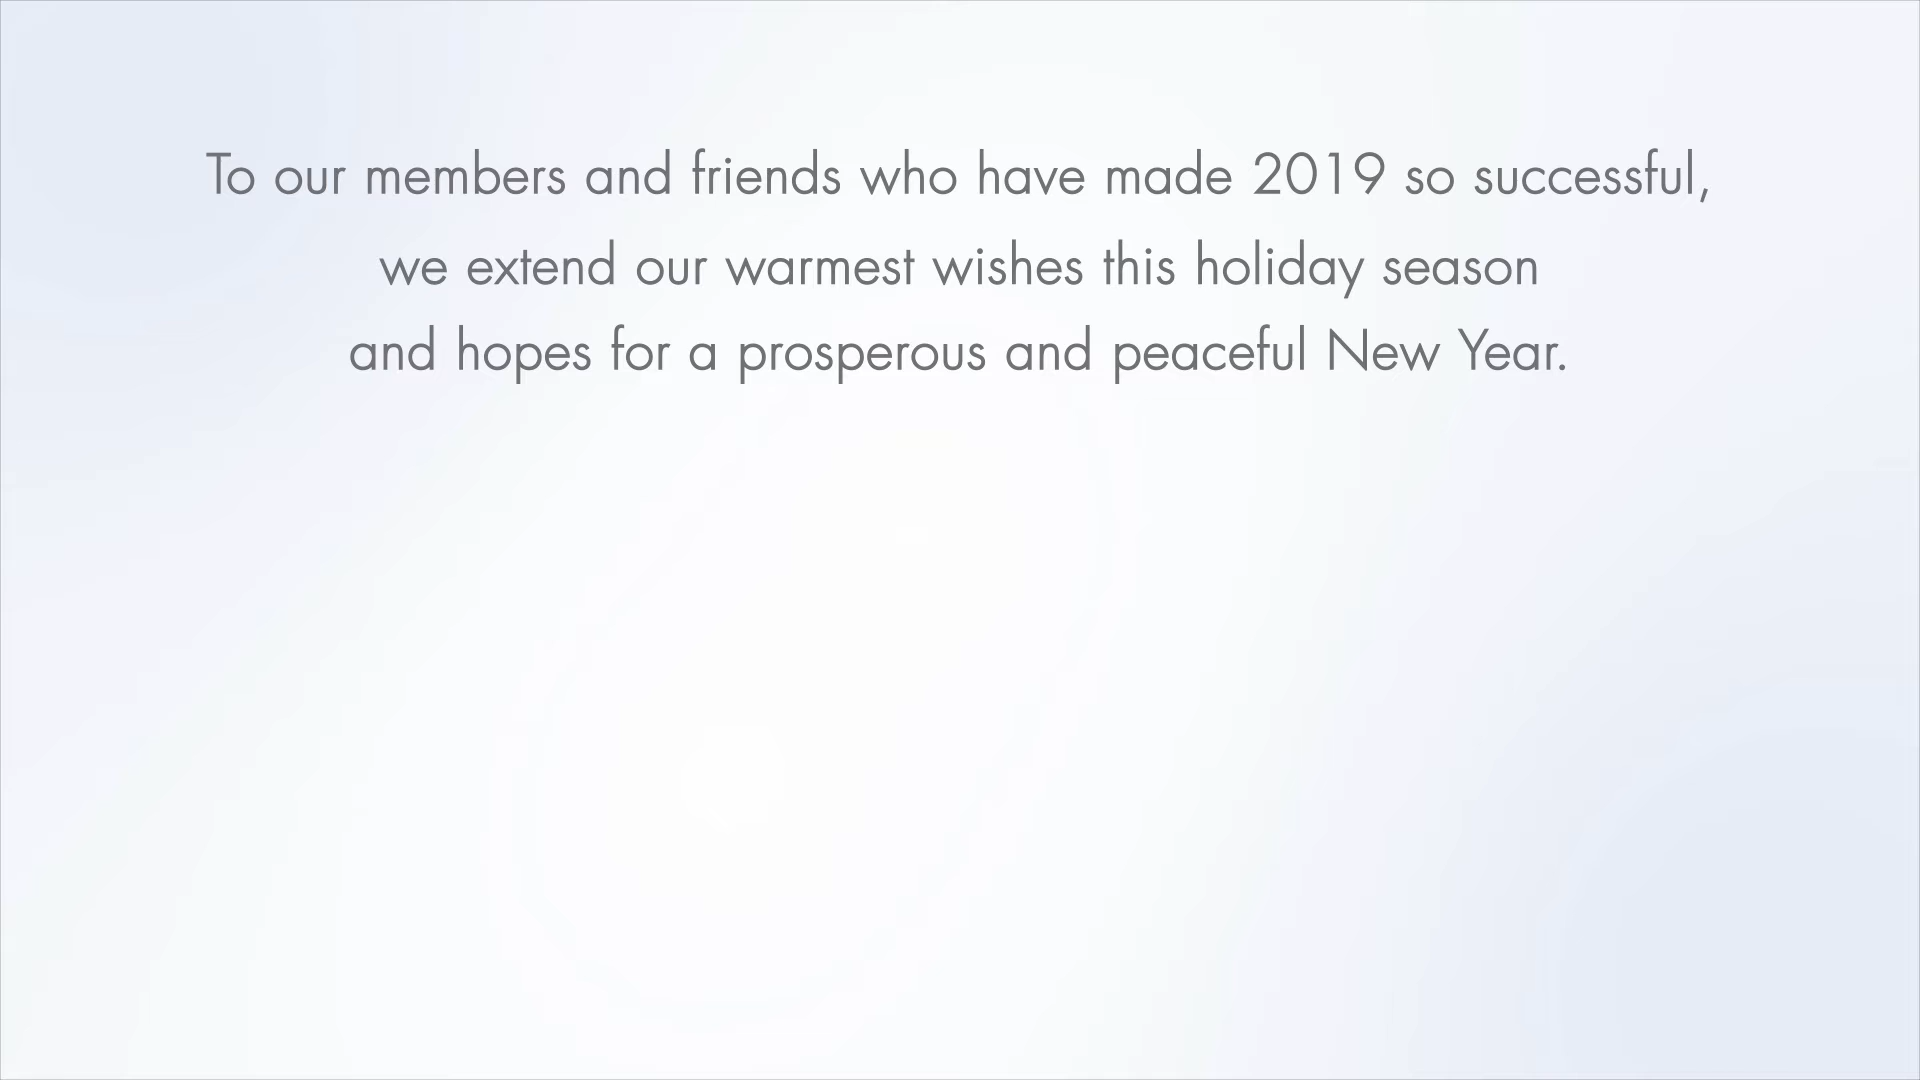 To our members and friends who have made 2019 so successful,
we extend our warmest wishes this holiday season
and hopes for a prosperous and peaceful New Year.